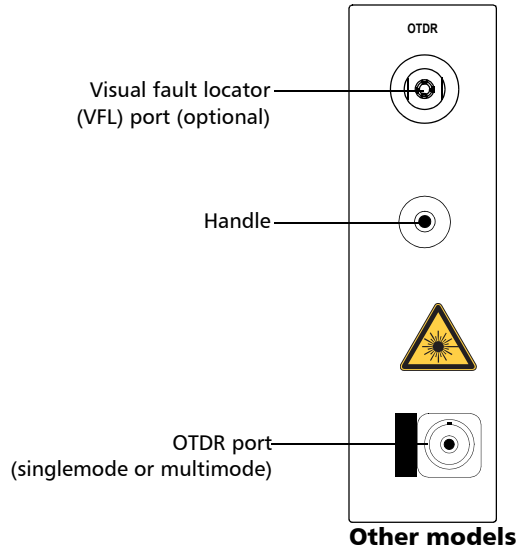 OTDR
Visual fault locator
(VFL) port (optional)
Handle
OTDR port
(singlemode or multimode)
Other models